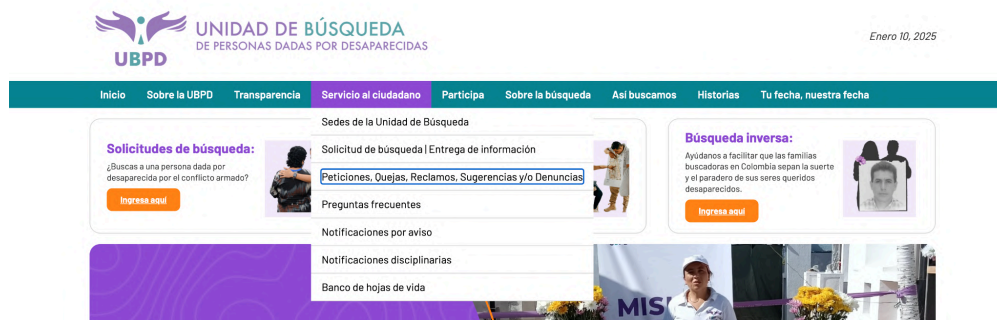 UNIDAD DE BÚSQUEDA
DE PERSONAS DADAS POR DESAPARECIDAS
UBPD
Enero 10, 2025
Inicio Sobre la UBPD Transparencia Servicio al ciudadano Participa Sobre la búsqueda Así buscamos Historias Tu fecha, nuestra fecha
Sedes de la Unidad de Búsqueda
Solicitud de búsqueda | Entrega de información
Peticiones, Quejas, Reclamos, Sugerencias y/o Denuncias
Preguntas frecuentes
Notificaciones por aviso
Notificaciones disciplinarias
Banco de hojas de vida
Solicitudes de búsqueda:
¿Buscas a una persona dada por
desaparecida por el conflicto armado?
Ingresa aquí
Búsqueda inversa:
Ayúdanos a facilitar que las familias
buscadoras en Colombia sepan la suerte
y el paradero de sus seres queridos
desaparecidos.
Ingresa aquí